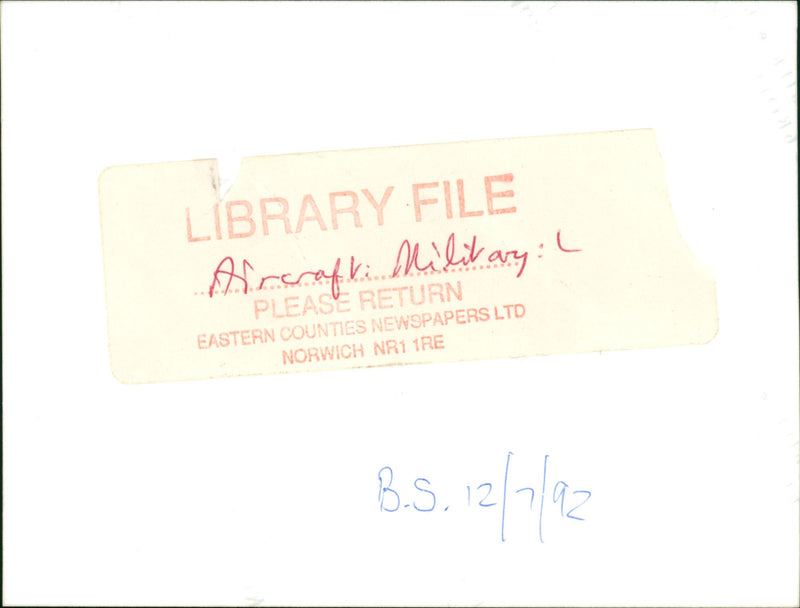 LIBRARY FILE
Aircraft: Military: L
PLEASE RETURN
EASTERN COUNTIES NEWSPAPERS LTD
NORWICH NR1 1RE
B.S. 12/7/92